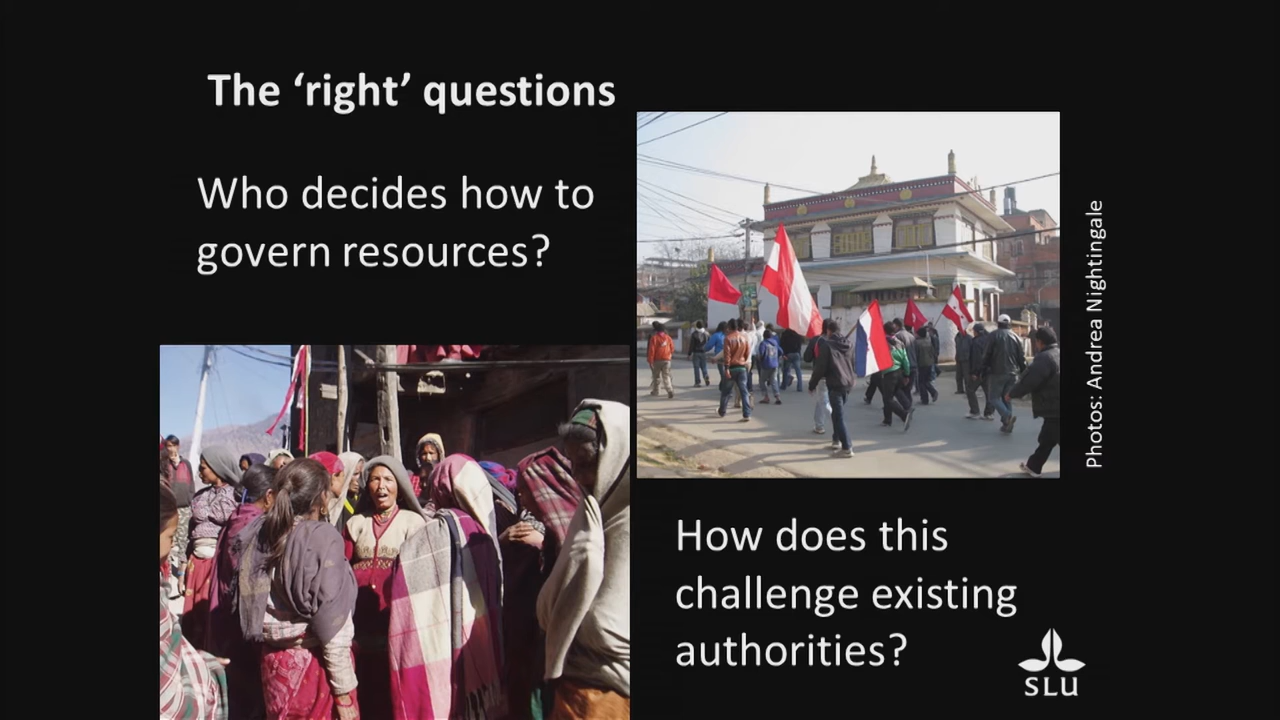 The ‘right’ questions
Who decides how to
govern resources?
Photos: Andrea Nightingale
How does this
challenge existing
authorities?
SLU